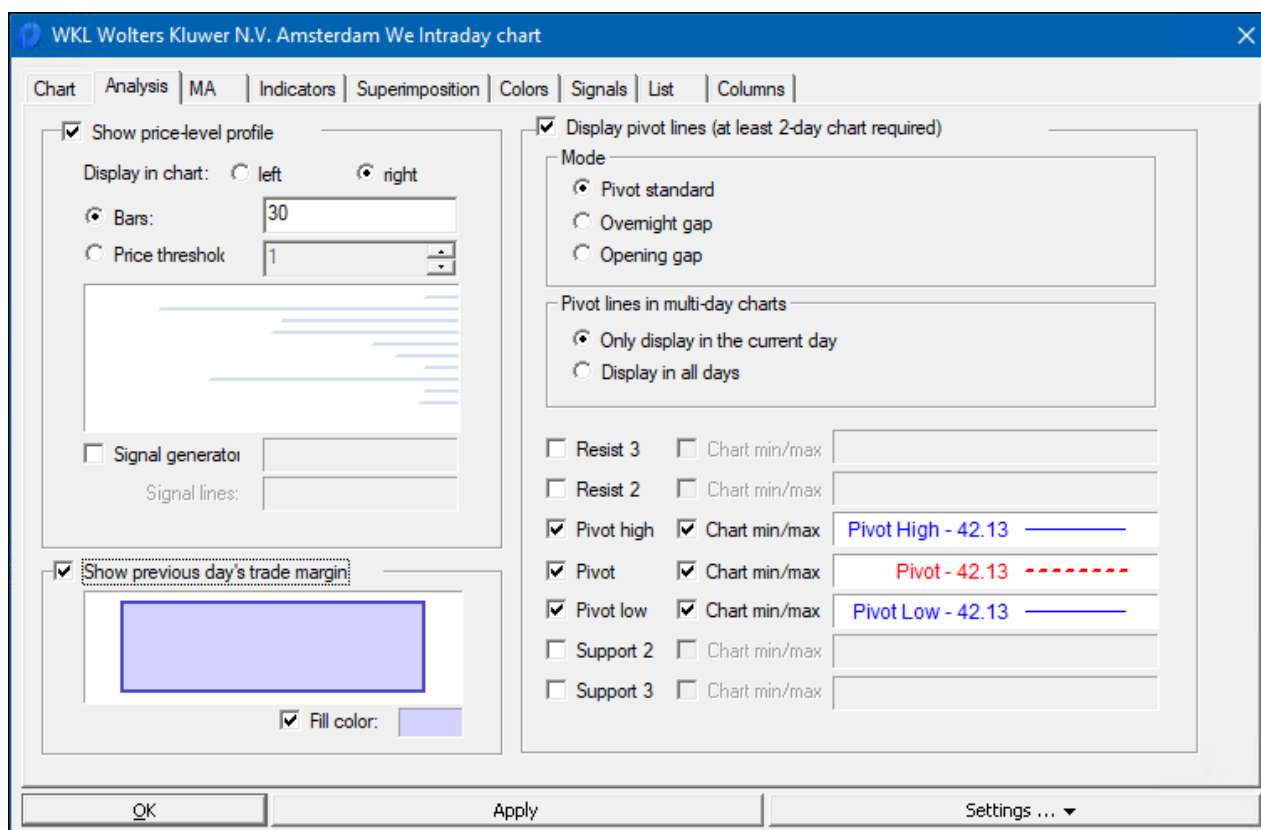 WKL Wolters Kluwer N.V. Amsterdam We Intraday chart
Chart Analysis MA Indicators Superimposition Colors Signals List Columns
Show price-level profile
Display in chart: left right
Bars: 30
Price threshol 1
Signal generator
Signal lines:
Show previous day's trade margin
Fill color:
Display pivot lines (at least 2-day chart required)
Mode
Pivot standard
Overnight gap
Opening gap
Pivot lines in multi-day charts
Only display in the current day
Display in all days
Resist 3 Chart min/max
Resist 2 Chart min/max
Pivot high Chart min/max Pivot High - 42.13
Pivot Chart min/max Pivot - 42.13
Pivot low Chart min/max Pivot Low - 42.13
Support 2 Chart min/max
Support 3 Chart min/max
OK Apply Settings ...